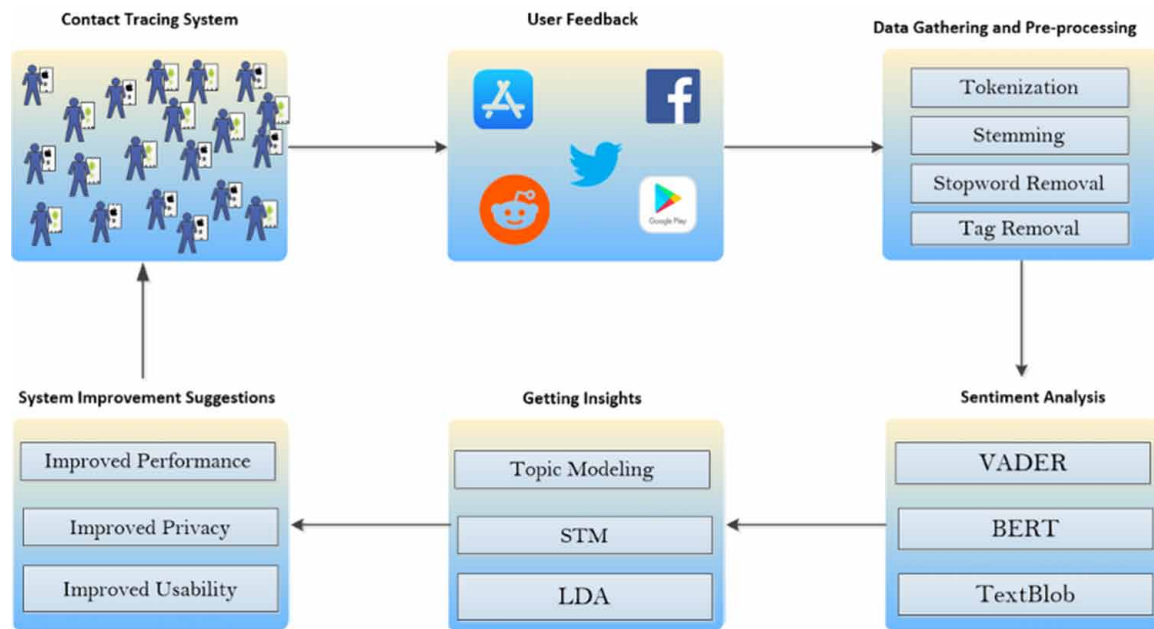 Contact Tracing System
User Feedback
Data Gathering and Pre-processing
Google Play
Tokenization
Stemming
Stopword Removal
Tag Removal
System Improvement Suggestions
Getting Insights
Sentiment Analysis
Improved Performance
Improved Privacy
Improved Usability
Topic Modeling
STM
LDA
VADER
BERT
TextBlob